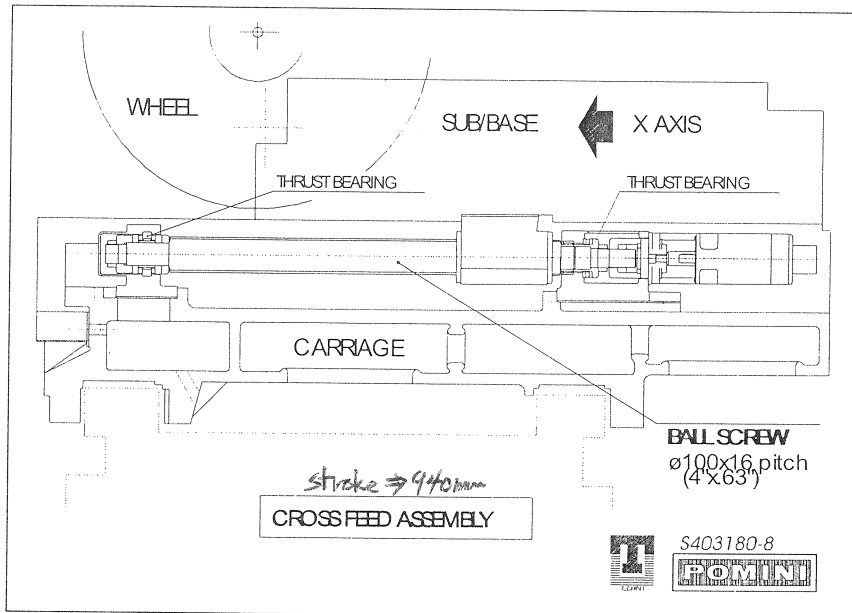 WHEEL
SUB/BASE
X AXIS
THRUST BEARING
THRUST BEARING
CARRIAGE
BALL SCREW
ø100x16 pitch
(4"x.63")
stroke ⇒ 940mm
CROSS FEED ASSEMBLY
S403180-8
POMINI